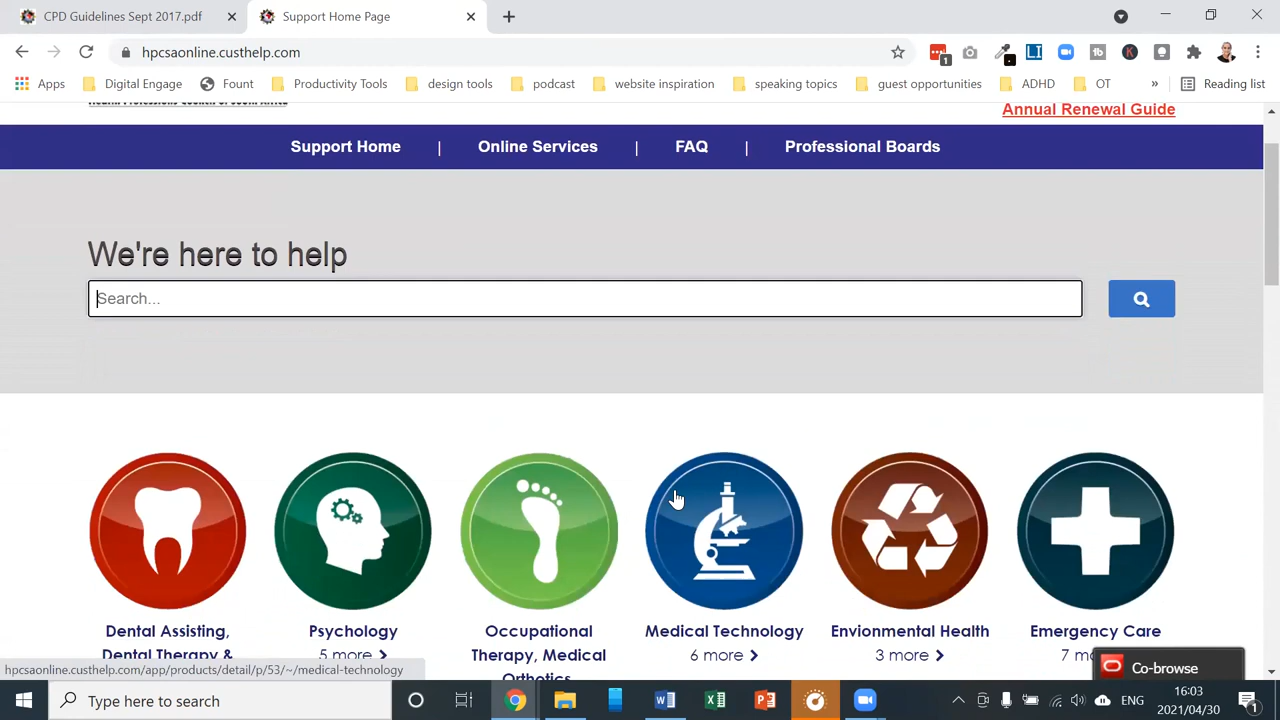 CPD Guidelines Sept 2017.pdf
Support Home Page
hpcsaonline.custhelp.com
1
Apps
Digital Engage
Fount
Productivity Tools
design tools
podcast
website inspiration
speaking topics
guest opportunities
ADHD
OT
»
Reading list
Annual Renewal Guide
Support Home | Online Services | FAQ | Professional Boards
We're here to help
Search...
Dental Assisting,
Dental Therapy &
Psychology
5 more
Occupational
Therapy, Medical
Orthotics
Medical Technology
6 more
Envionmental Health
3 more
Emergency Care
Co-browse
hpcsaonline.custhelp.com/app/products/detail/p/53/~/medical-technology
Type here to search
ENG
16:03
2021/04/30
1